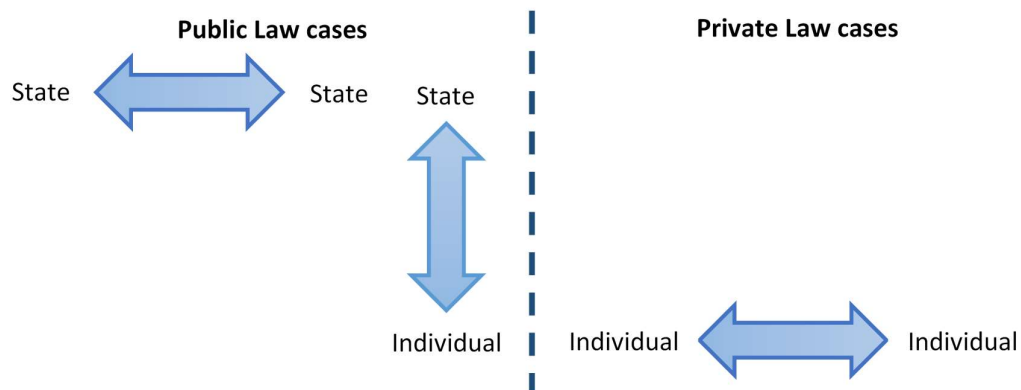 Public Law cases
Private Law cases
State
State
State
Individual
Individual
Individual